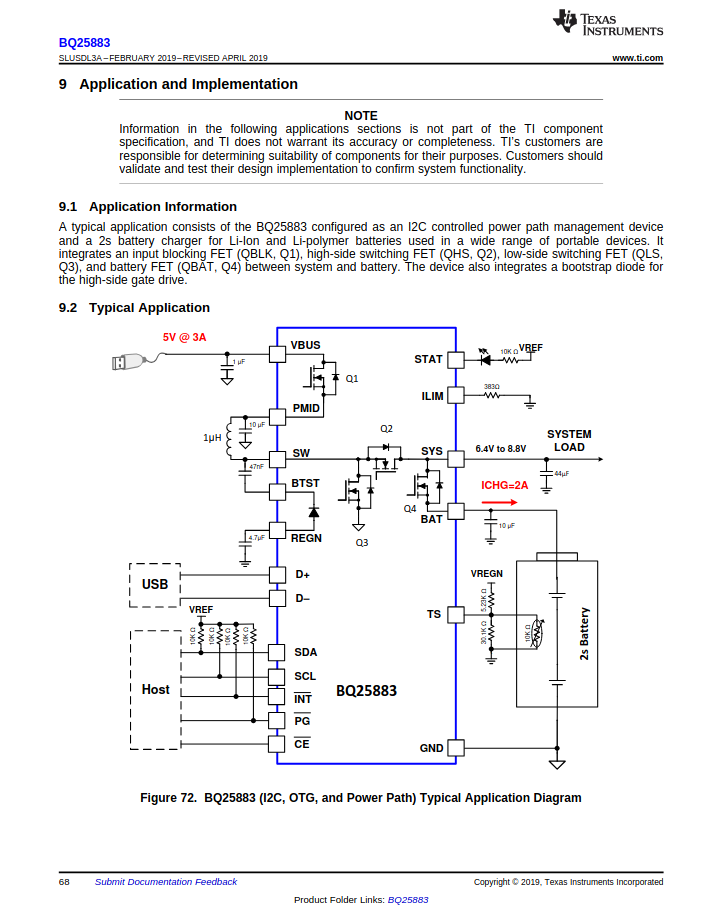 TEXAS
INSTRUMENTS
BQ25883
SLUSDL3A–FEBRUARY 2019–REVISED APRIL 2019
www.ti.com
9 Application and Implementation
NOTE
Information in the following applications sections is not part of the TI component
specification, and TI does not warrant its accuracy or completeness. TI's customers are
responsible for determining suitability of components for their purposes. Customers should
validate and test their design implementation to confirm system functionality.
9.1 Application Information
A typical application consists of the BQ25883 configured as an I2C controlled power path management device
and a 2s battery charger for Li-Ion and Li-polymer batteries used in a wide range of portable devices. It
integrates an input blocking FET (QBLK, Q1), high-side switching FET (QHS, Q2), low-side switching FET (QLS,
Q3), and battery FET (QBAT, Q4) between system and battery. The device also integrates a bootstrap diode for
the high-side gate drive.
9.2 Typical Application
5V @ 3A
VBUS
1 µF
Q1
STAT
10K Ω
VREF
ILIM
383Ω
PMID
10 µF
1µH
SW
47nF
Q2
SYS
6.4V to 8.8V
SYSTEM
LOAD
44µF
BTST
Q4
ICHG=2A
BAT
10 µF
4.7µF
REGN
Q3
USB
D+
D–
VREGN
5.23K Ω
TS
30.1K Ω
10K Ω
2s Battery
VREF
10K Ω
10K Ω
10K Ω
10K Ω
Host
SDA
SCL
INT
PG
CE
BQ25883
GND
Figure 72. BQ25883 (I2C, OTG, and Power Path) Typical Application Diagram
68
Submit Documentation Feedback
Copyright © 2019, Texas Instruments Incorporated
Product Folder Links: BQ25883